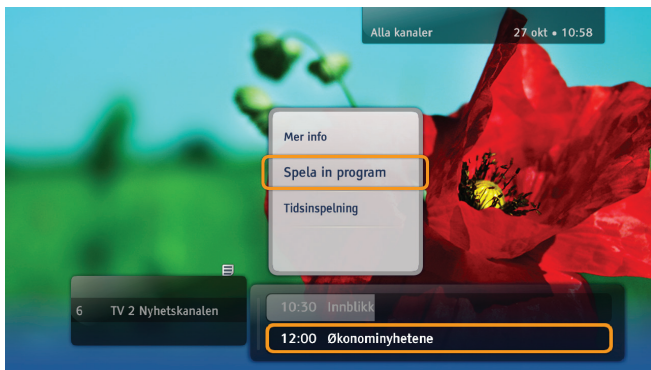 Alla kanaler 27 okt • 10:58
Mer info
Spela in program
Tidsinspelning
6 TV 2 Nyhetskanalen
10:30 Innblikk
12:00 Økonominyhetene